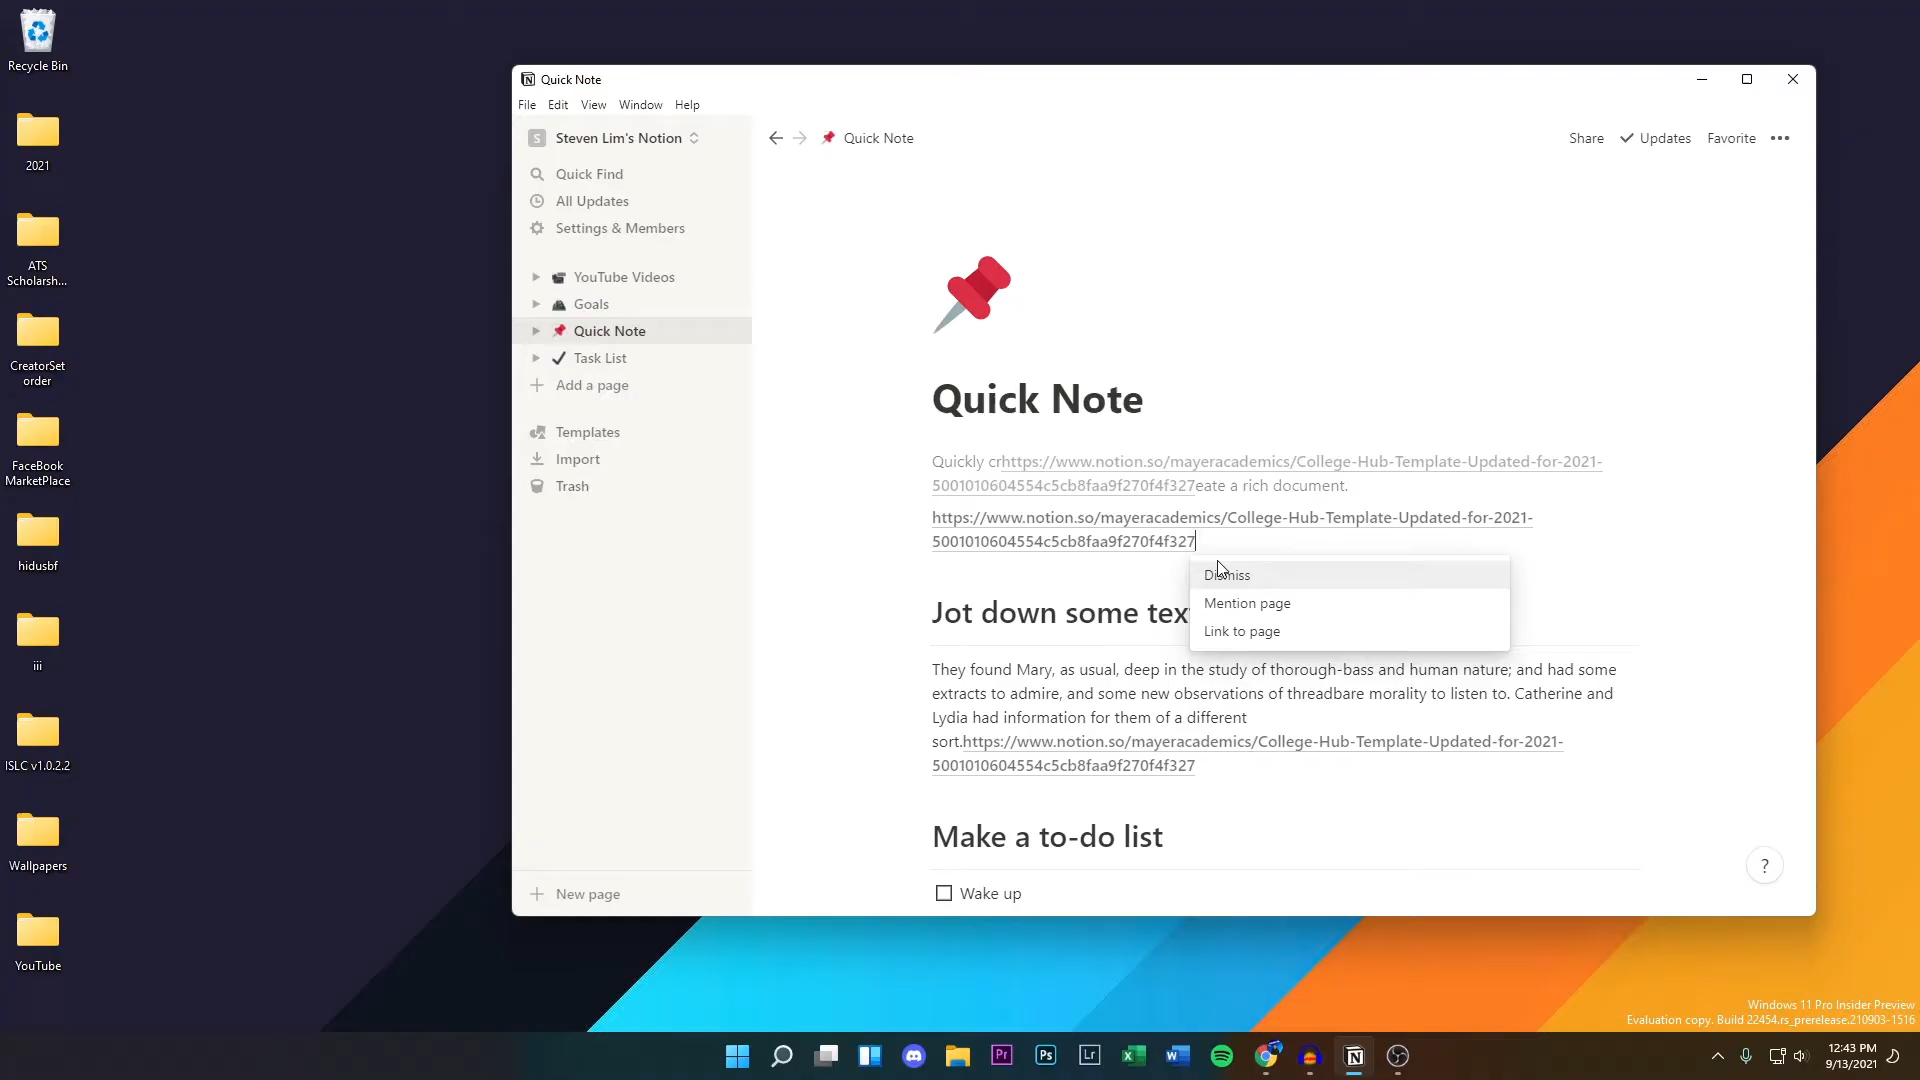 Recycle Bin
2021
ATS
Scholarsh...
CreatorSet
order
FaceBook
MarketPlace
hidusbf
iii
ISLC v1.0.2.2
Wallpapers
YouTube
Quick Note
File Edit View Window Help
S Steven Lim's Notion
Quick Find
All Updates
Settings & Members
YouTube Videos
Goals
Quick Note
Task List
Add a page
Templates
Import
Trash
New page
Quick Note
Share Updates Favorite •••
Quick Note
Quickly crhttps://www.notion.so/mayeracademics/College-Hub-Template-Updated-for-2021-
5001010604554c5cb8faa9f270f4f327eate a rich document.
https://www.notion.so/mayeracademics/College-Hub-Template-Updated-for-2021-
5001010604554c5cb8faa9f270f4f327
Dismiss
Mention page
Link to page
Jot down some tex
They found Mary, as usual, deep in the study of thorough-bass and human nature; and had some
extracts to admire, and some new observations of threadbare morality to listen to. Catherine and
Lydia had information for them of a different
sort.https://www.notion.so/mayeracademics/College-Hub-Template-Updated-for-2021-
5001010604554c5cb8faa9f270f4f327
Make a to-do list
Wake up
?
Windows 11 Pro Insider Preview
Evaluation copy. Build 22454.rs_prerelease.210903-1516
Pr Ps Lr
12:43 PM
9/13/2021